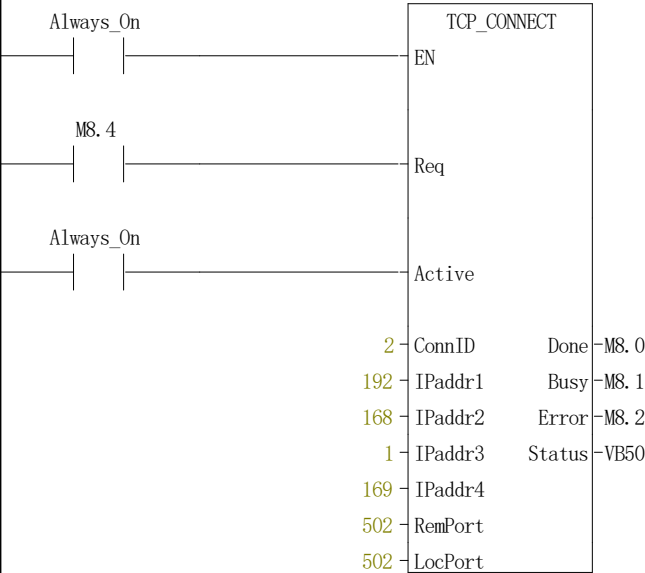 Always_On
TCP_CONNECT
EN
M8.4
Req
Always_On
Active
2 ConnID Done M8.0
192 IPaddr1 Busy M8.1
168 IPaddr2 Error M8.2
1 IPaddr3 Status VB50
169 IPaddr4
502 RemPort
502 LocPort